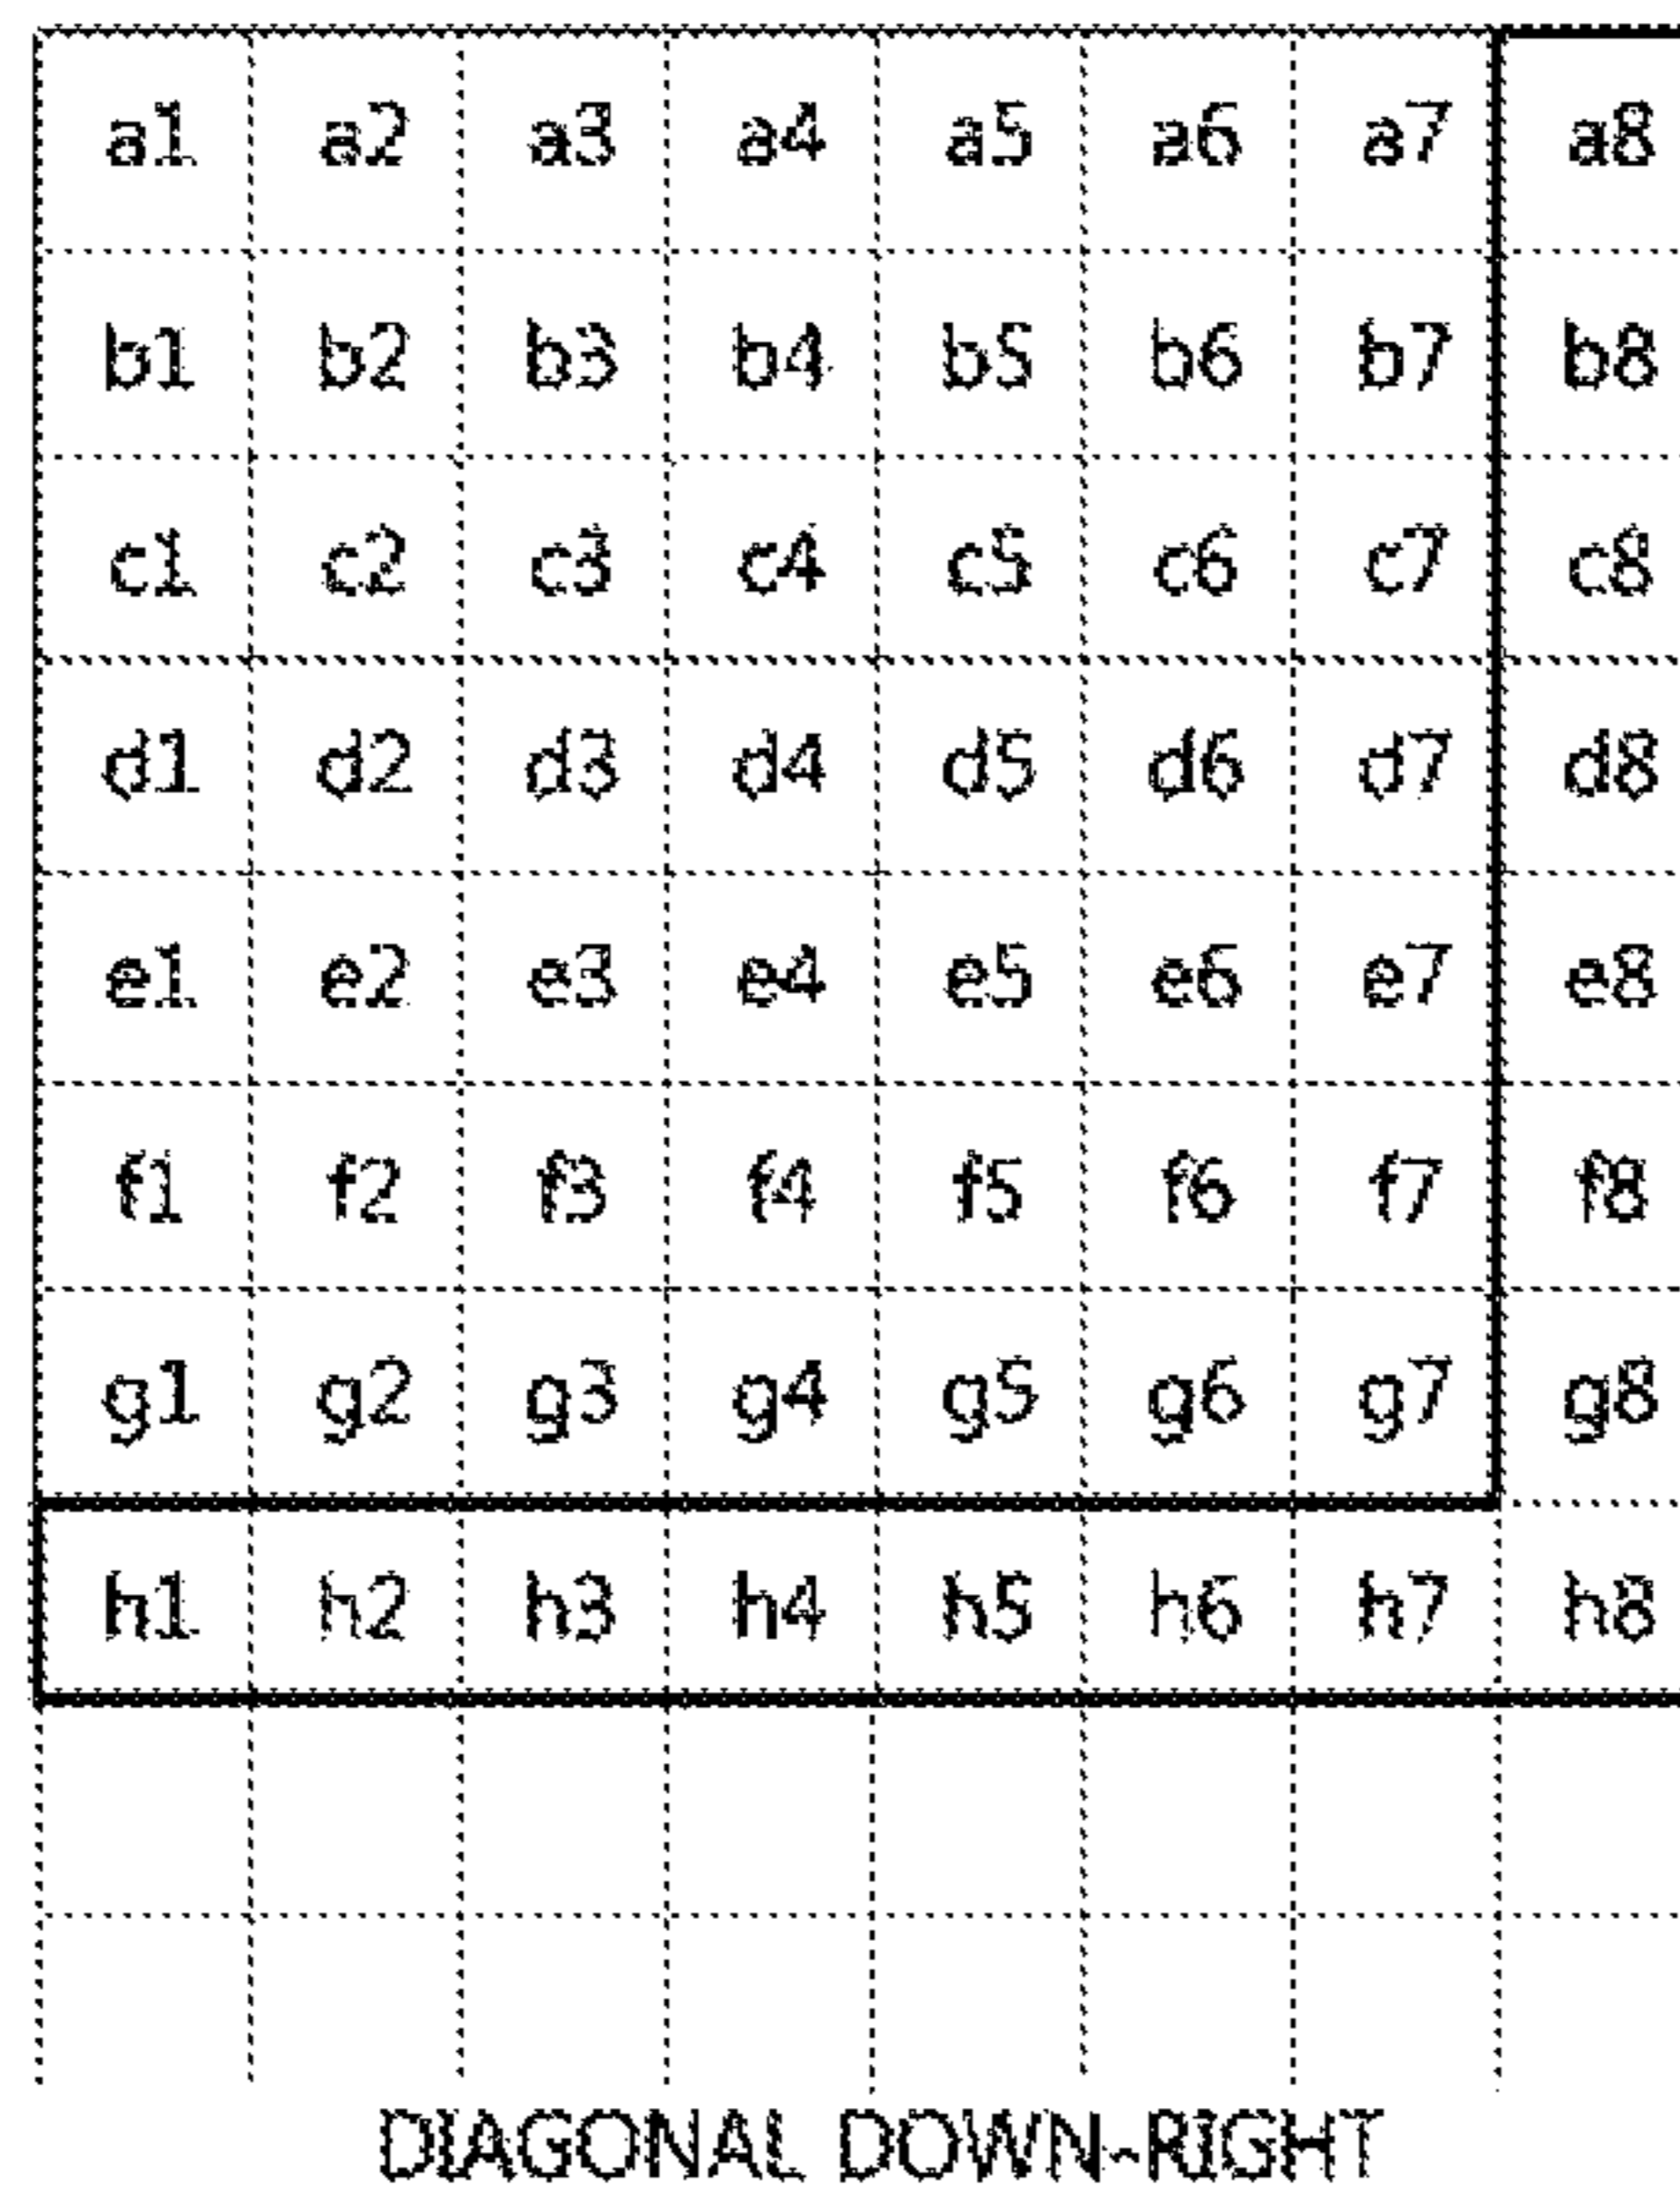 a1 a2 a3 a4 a5 a6 a7 a8
b1 b2 b3 b4 b5 b6 b7 b8
c1 c2 c3 c4 c5 c6 c7 c8
d1 d2 d3 d4 d5 d6 d7 d8
e1 e2 e3 e4 e5 e6 e7 e8
f1 f2 f3 f4 f5 f6 f7 f8
g1 g2 g3 g4 g5 g6 g7 g8
h1 h2 h3 h4 h5 h6 h7 h8
DIAGONAL DOWN-RIGHT